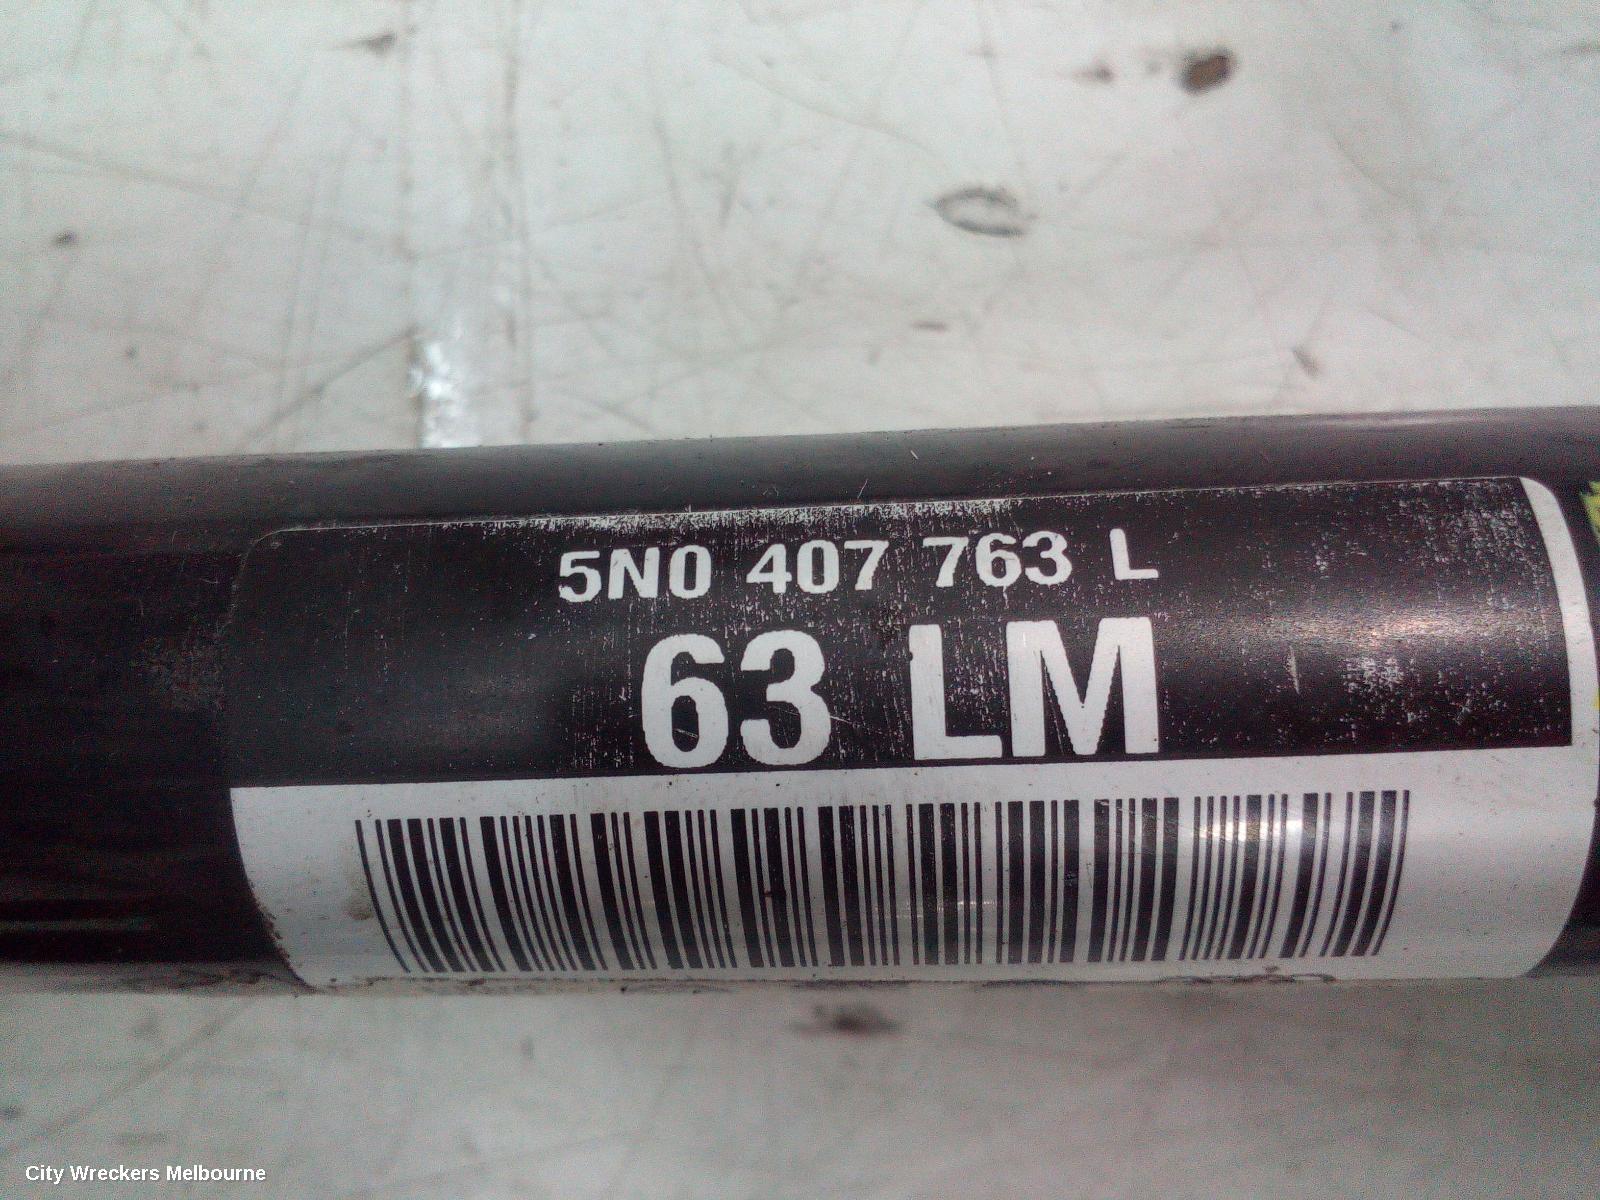 5N0 407 763 L
63 LM
City Wreckers Melbourne